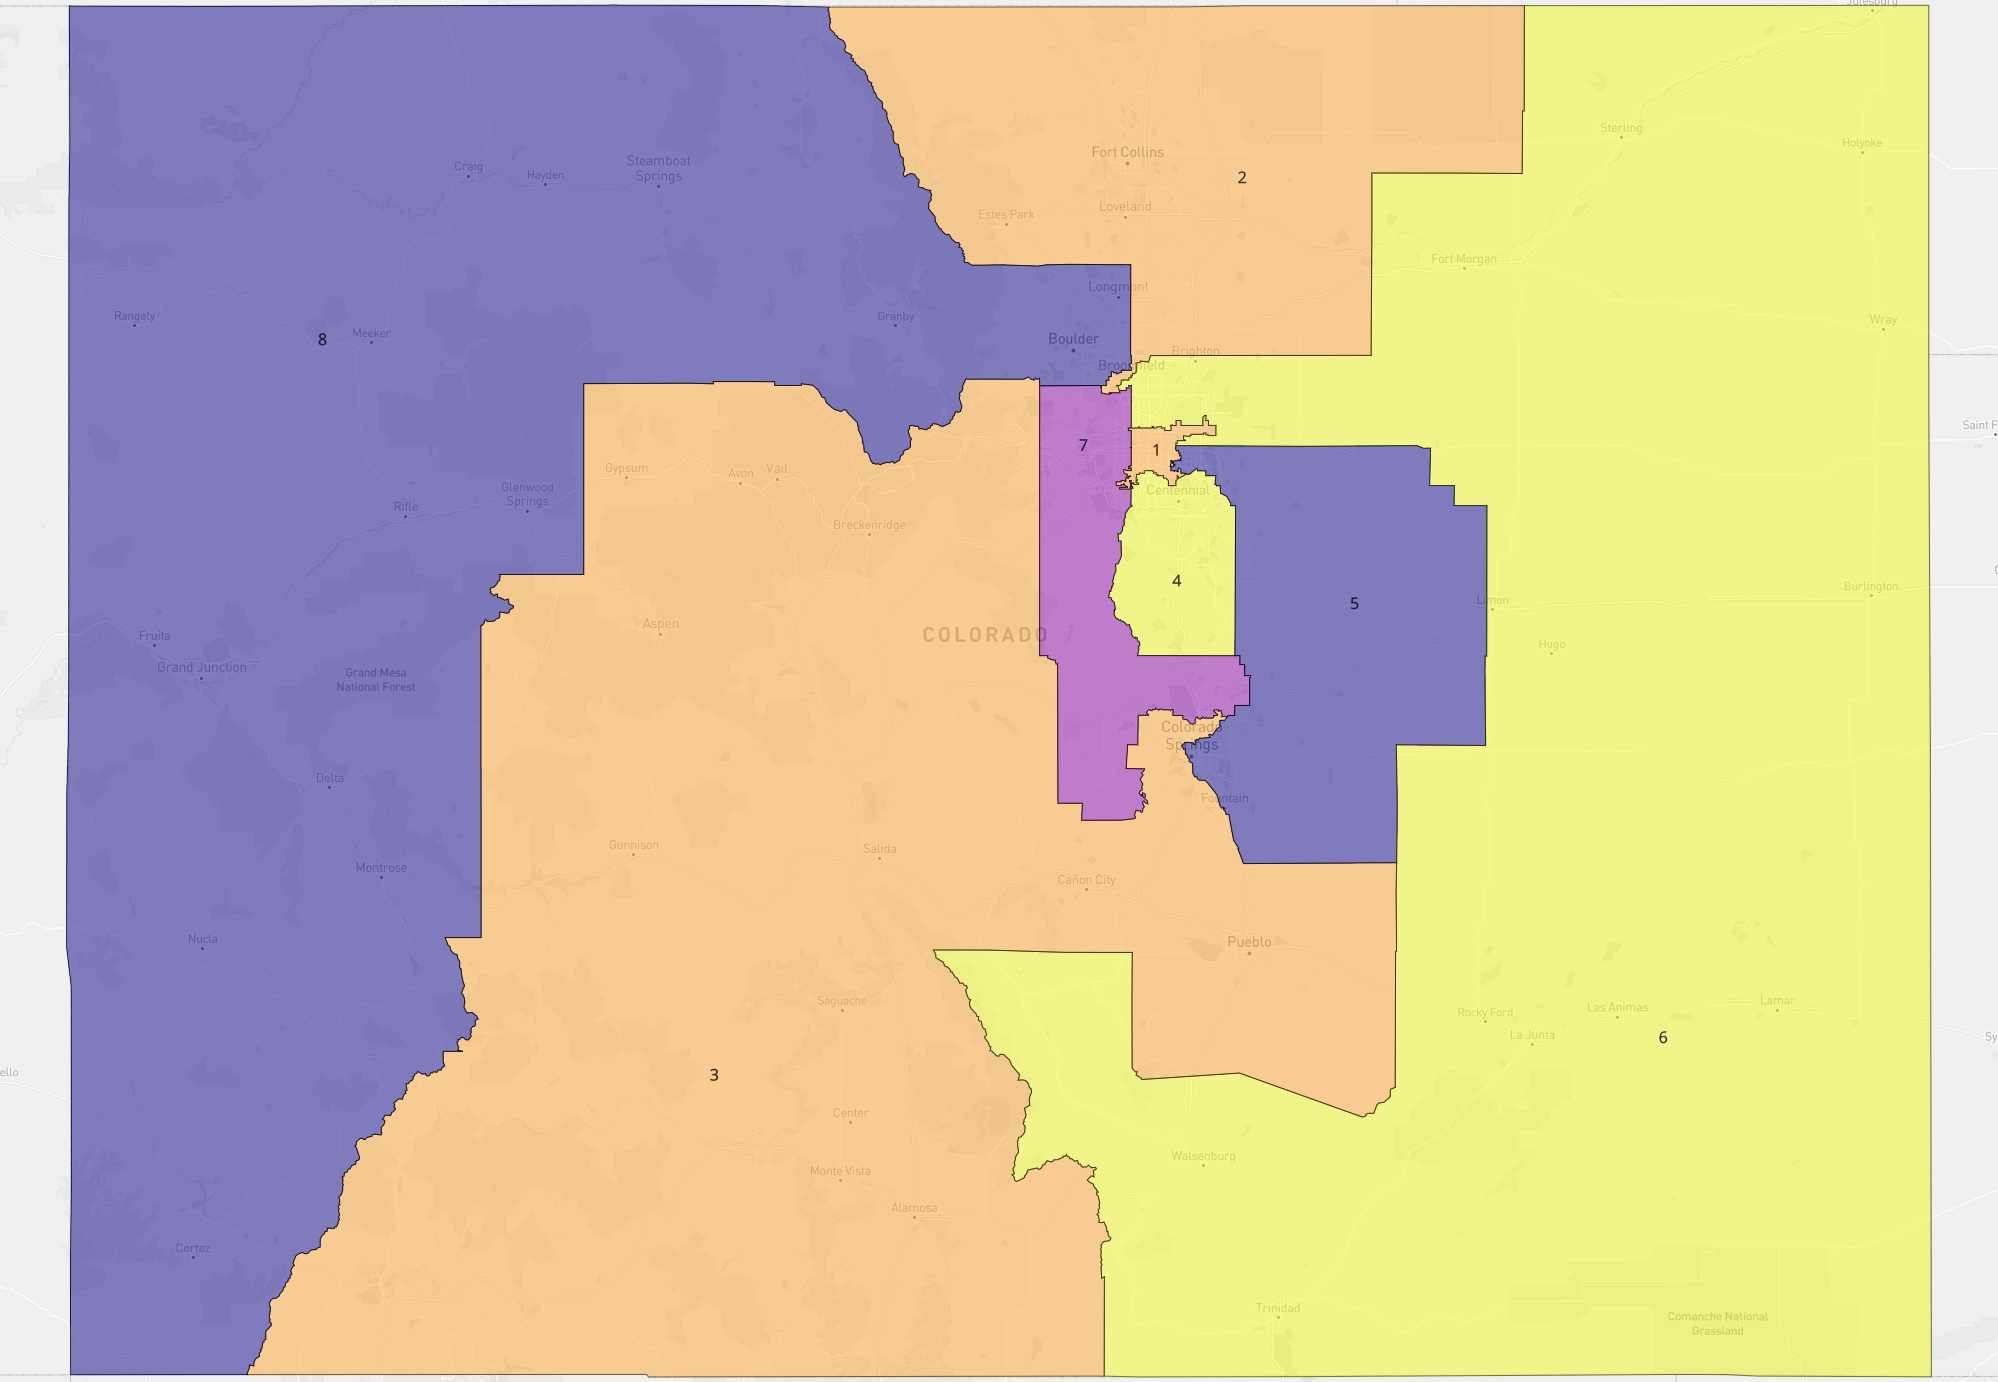 Julesburg
Sterling
Holyoke
Fort Collins
Steamboat
Springs
Craig
Hayden
2
Loveland
Estes Park
Fort Morgan
Longmont
Granby
Rangely
Meeker
8
Boulder
Wray
Brighton
Broomfield
Saint F
7
1
Gypsum
Avon
Vail
Glenwood
Springs
Centennial
Rifle
Breckenridge
4
Burlington
5
Limon
Aspen
COLORADO
Fruita
Grand Junction
Hugo
Grand Mesa
National Forest
Colorado
Springs
Delta
Fountain
Gunnison
Salida
Montrose
Cañon City
Nucla
Pueblo
Saguache
Rocky Ford
Las Animas
Lamar
La Junta
6
Sy
ello
3
Center
Walsenburg
Monte Vista
Alamosa
Cortez
Trinidad
Comanche National
Grassland